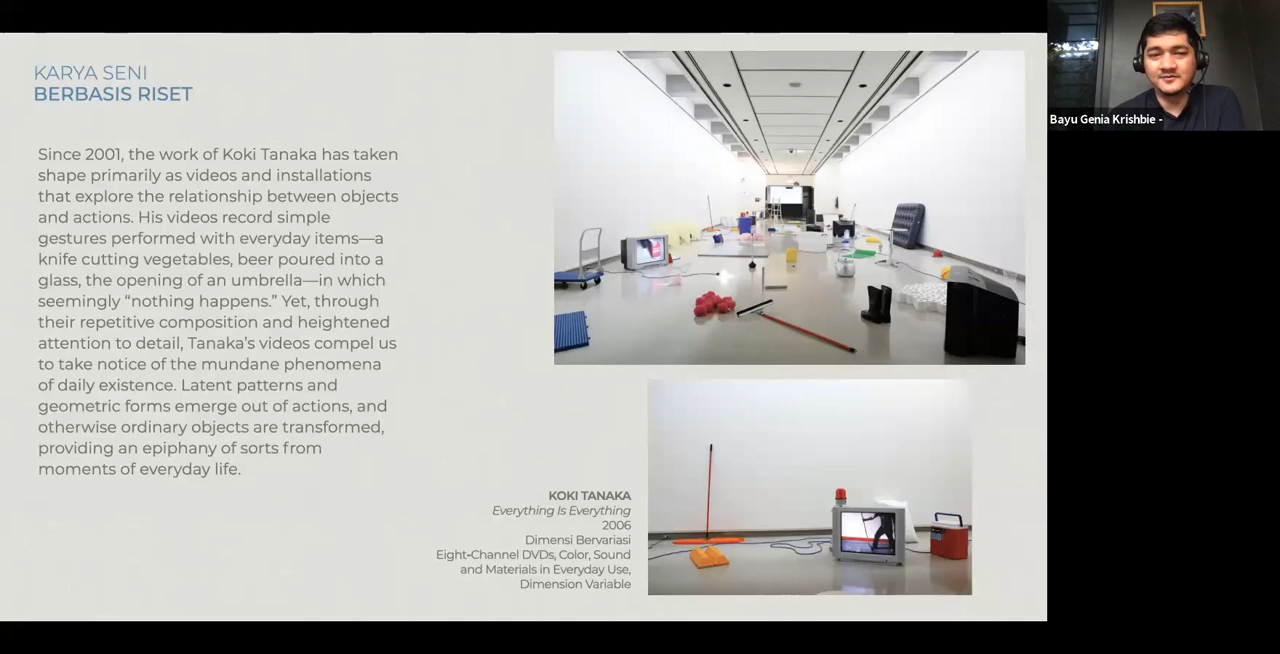 KARYA SENI
BERBASIS RISET
Since 2001, the work of Koki Tanaka has taken
shape primarily as videos and installations
that explore the relationship between objects
and actions. His videos record simple
gestures performed with everyday items—a
knife cutting vegetables, beer poured into a
glass, the opening of an umbrella—in which
seemingly “nothing happens.” Yet, through
their repetitive composition and heightened
attention to detail, Tanaka’s videos compel us
to take notice of the mundane phenomena
of daily existence. Latent patterns and
geometric forms emerge out of actions, and
otherwise ordinary objects are transformed,
providing an epiphany of sorts from
moments of everyday life.
KOKI TANAKA
Everything Is Everything
2006
Dimensi Bervariasi
Eight-Channel DVDs, Color, Sound
and Materials in Everyday Use,
Dimension Variable
Bayu Genia Krishbie -